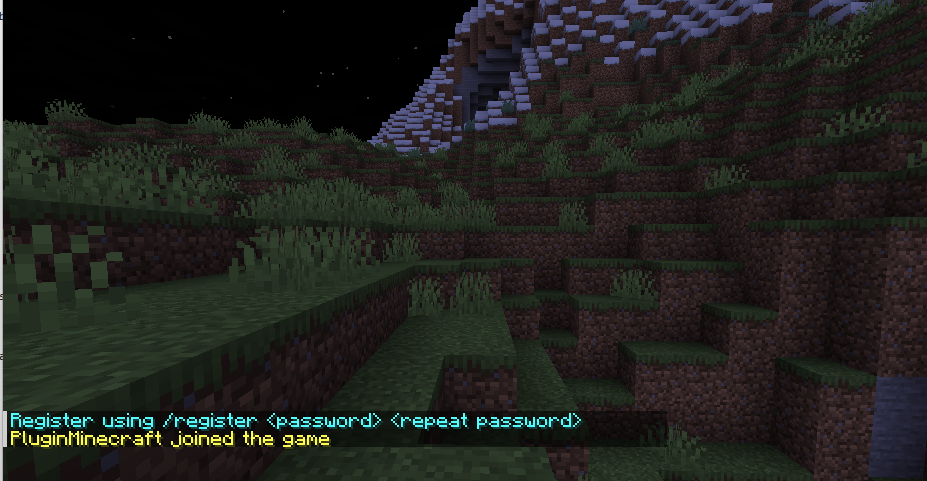 Register using /register <password> <repeat password>
PluginMinecraft joined the game